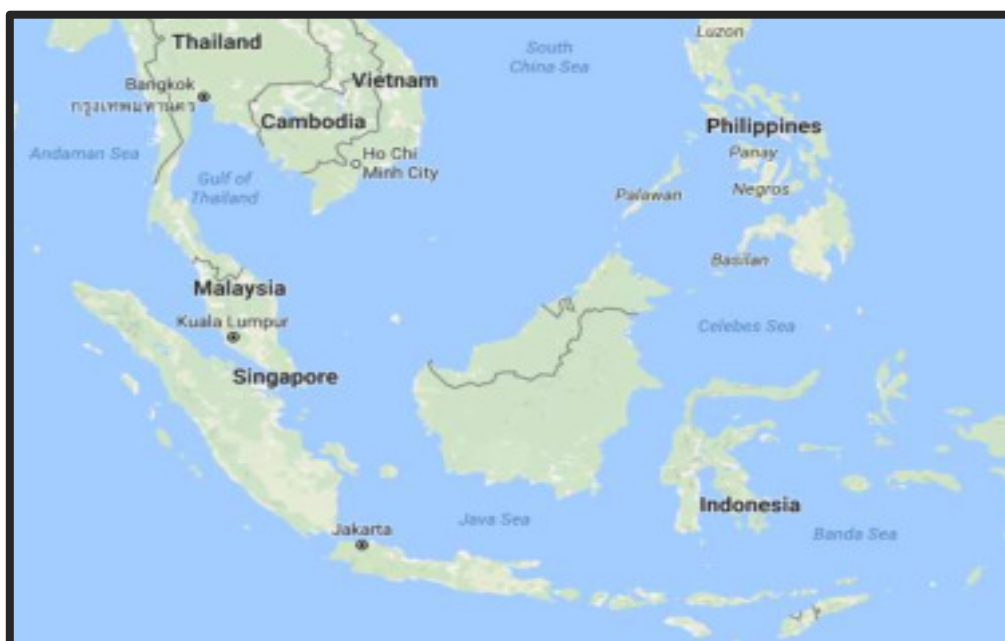 Luzon
South
China Sea
Thailand
Vietnam
Bangkok
กรุงเทพมหานคร
Cambodia
Philippines
Andaman Sea
Ho Chi
Minh City
Panay
Gulf of
Thailand
Palawan
Negros
Basilan
Malaysia
Kuala Lumpur
Celebes Sea
Singapore
Indonesia
Java Sea
Jakarta
Banda Sea